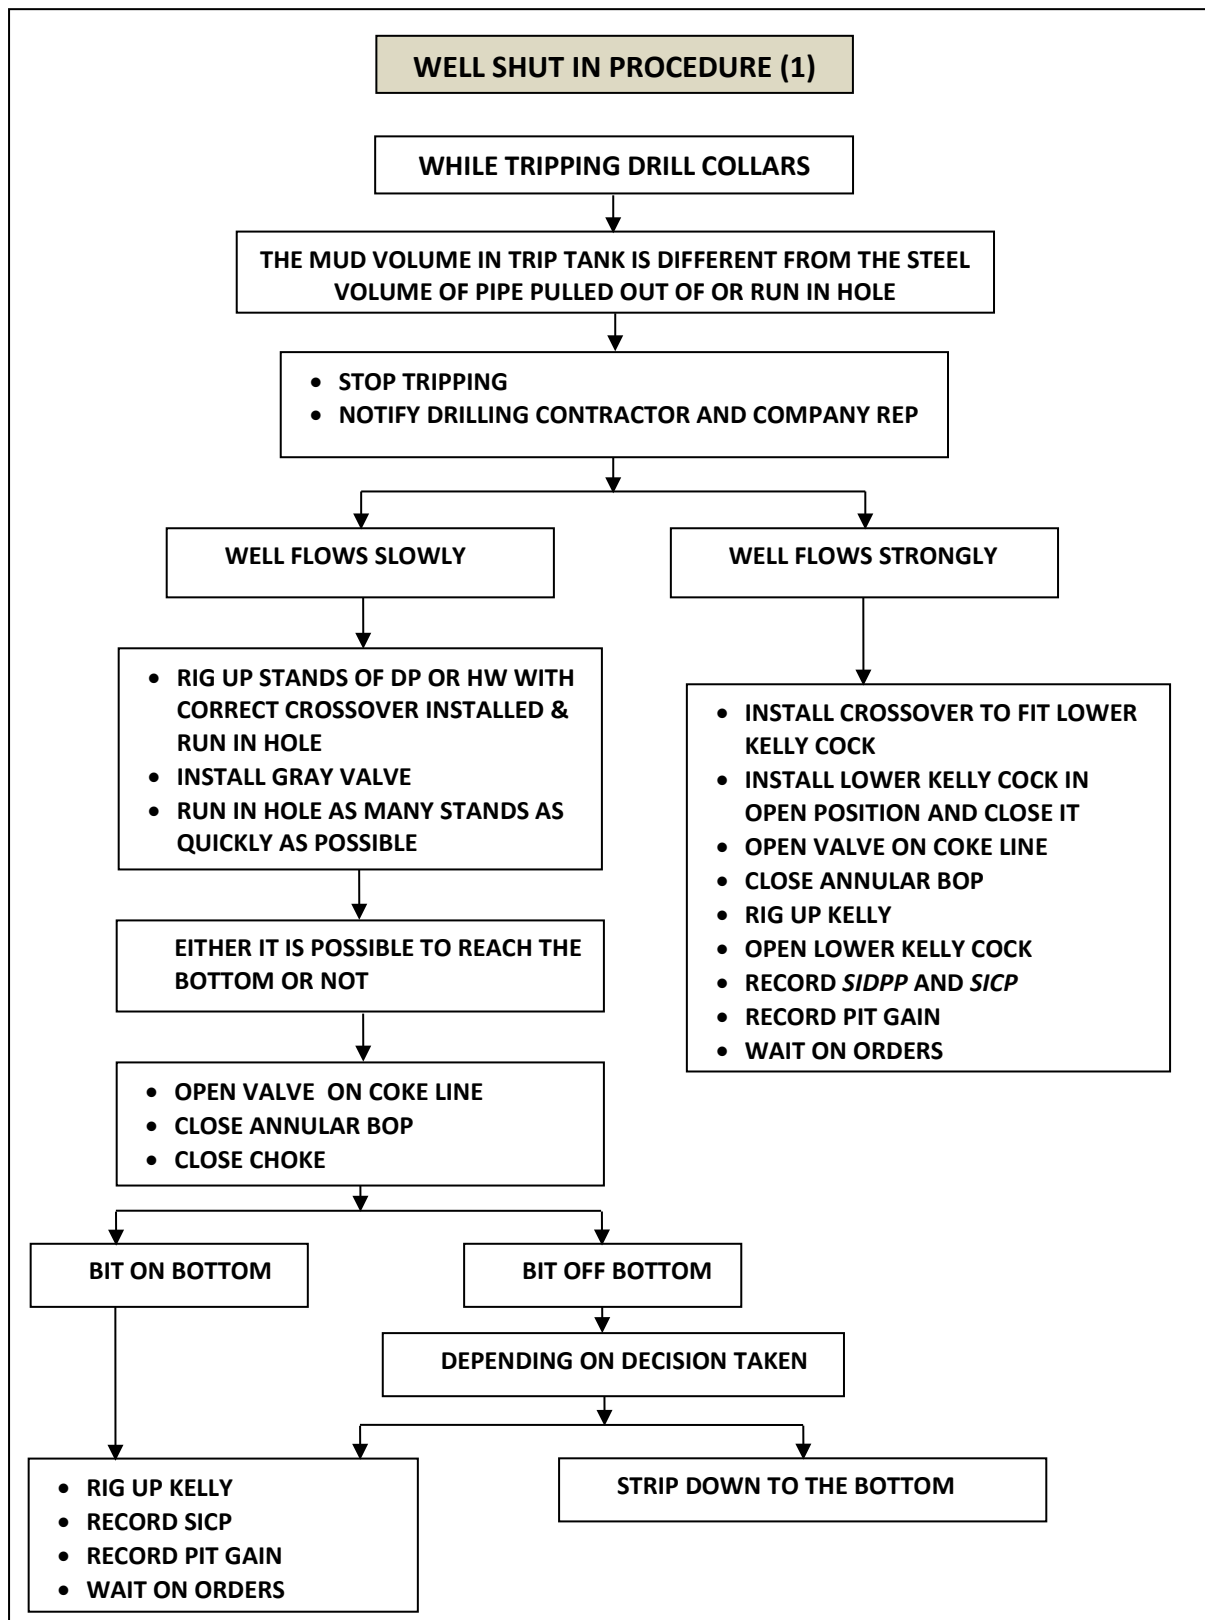 WELL SHUT IN PROCEDURE (1)
WHILE TRIPPING DRILL COLLARS
THE MUD VOLUME IN TRIP TANK IS DIFFERENT FROM THE STEEL
VOLUME OF PIPE PULLED OUT OF OR RUN IN HOLE
• STOP TRIPPING
• NOTIFY DRILLING CONTRACTOR AND COMPANY REP
WELL FLOWS SLOWLY
WELL FLOWS STRONGLY
• RIG UP STANDS OF DP OR HW WITH
CORRECT CROSSOVER INSTALLED &
RUN IN HOLE
• INSTALL GRAY VALVE
• RUN IN HOLE AS MANY STANDS AS
QUICKLY AS POSSIBLE
• INSTALL CROSSOVER TO FIT LOWER
KELLY COCK
• INSTALL LOWER KELLY COCK IN
OPEN POSITION AND CLOSE IT
• OPEN VALVE ON COKE LINE
• CLOSE ANNULAR BOP
• RIG UP KELLY
• OPEN LOWER KELLY COCK
• RECORD SIDPP AND SICP
• RECORD PIT GAIN
• WAIT ON ORDERS
EITHER IT IS POSSIBLE TO REACH THE
BOTTOM OR NOT
• OPEN VALVE ON COKE LINE
• CLOSE ANNULAR BOP
• CLOSE CHOKE
BIT ON BOTTOM
BIT OFF BOTTOM
DEPENDING ON DECISION TAKEN
• RIG UP KELLY
• RECORD SICP
• RECORD PIT GAIN
• WAIT ON ORDERS
STRIP DOWN TO THE BOTTOM